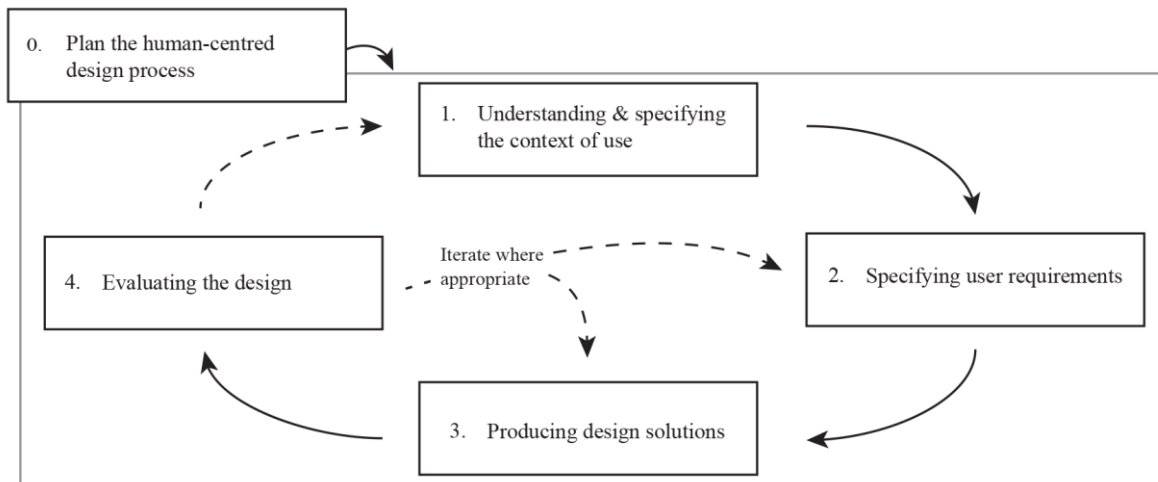 0. Plan the human-centred
design process
1. Understanding & specifying
the context of use
Iterate where
appropriate
4. Evaluating the design
2. Specifying user requirements
3. Producing design solutions